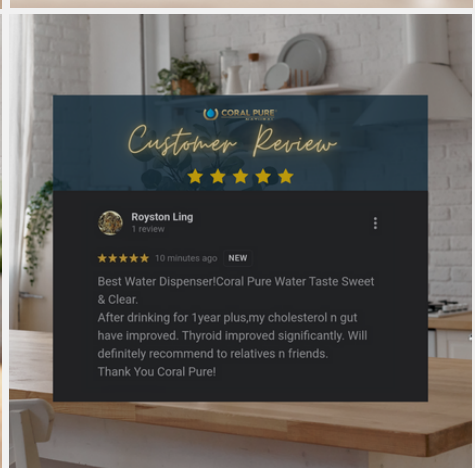 CORAL PURE
Customer Review
Royston Ling
1 review
10 minutes ago NEW
Best Water Dispenser!Coral Pure Water Taste Sweet
& Clear.
After drinking for 1year plus,my cholesterol n gut
have improved. Thyroid improved significantly. Will
definitely recommend to relatives n friends.
Thank You Coral Pure!